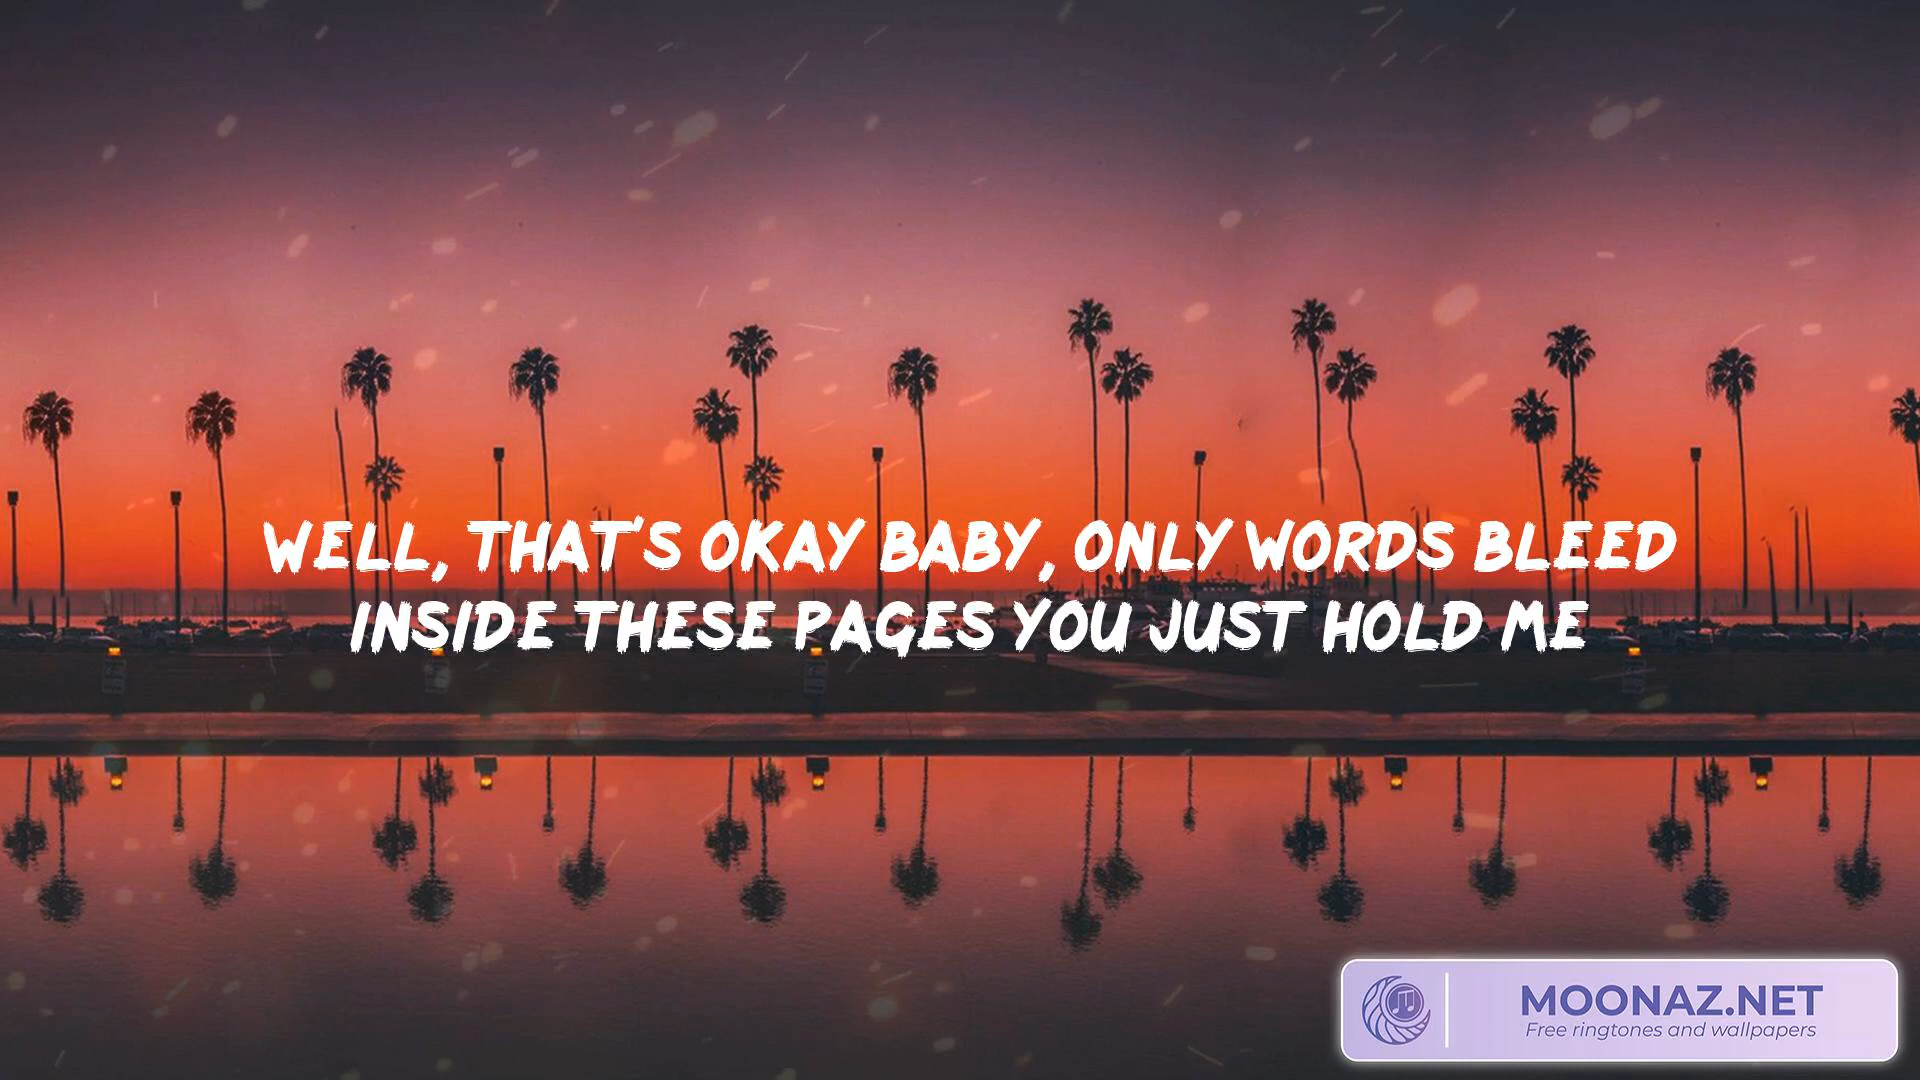 WELL, THAT'S OKAY BABY, ONLY WORDS BLEED
INSIDE THESE PAGES YOU JUST HOLD ME
MOONAZ.NET
Free ringtones and wallpapers